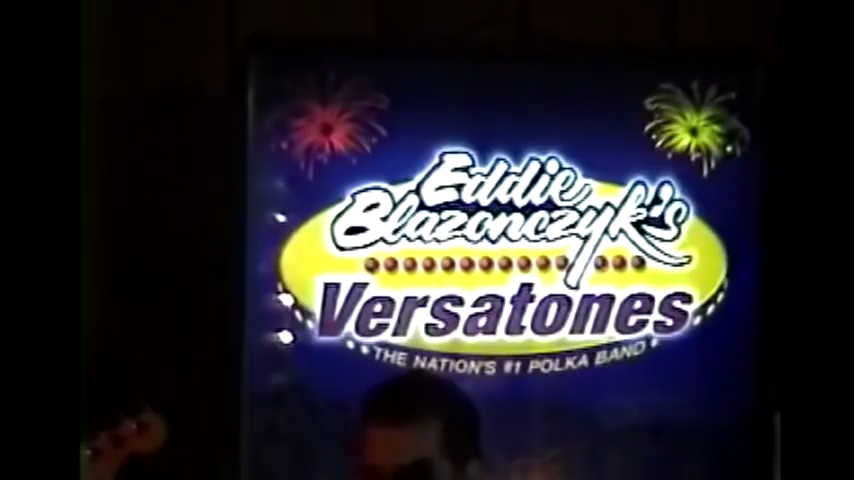 Eddie
Blazonczyk's
Versatones
THE NATION'S #1 POLKA BAND